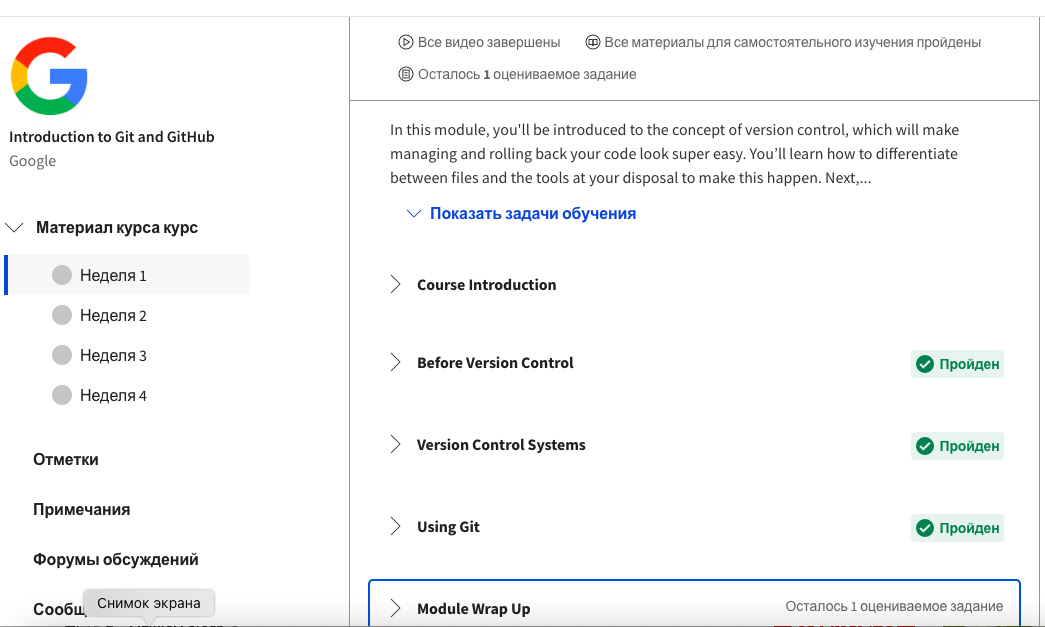 Все видео завершены Все материалы для самостоятельного изучения пройдены
Осталось 1 оцениваемое задание
Introduction to Git and GitHub
Google
Материал курса курс
Неделя 1
Неделя 2
Неделя 3
Неделя 4
Отметки
Примечания
Форумы обсуждений
Сообщ
Снимок экрана
In this module, you'll be introduced to the concept of version control, which will make
managing and rolling back your code look super easy. You’ll learn how to differentiate
between files and the tools at your disposal to make this happen. Next,...
Показать задачи обучения
Course Introduction
Before Version Control Пройден
Version Control Systems Пройден
Using Git Пройден
Module Wrap Up Осталось 1 оцениваемое задание